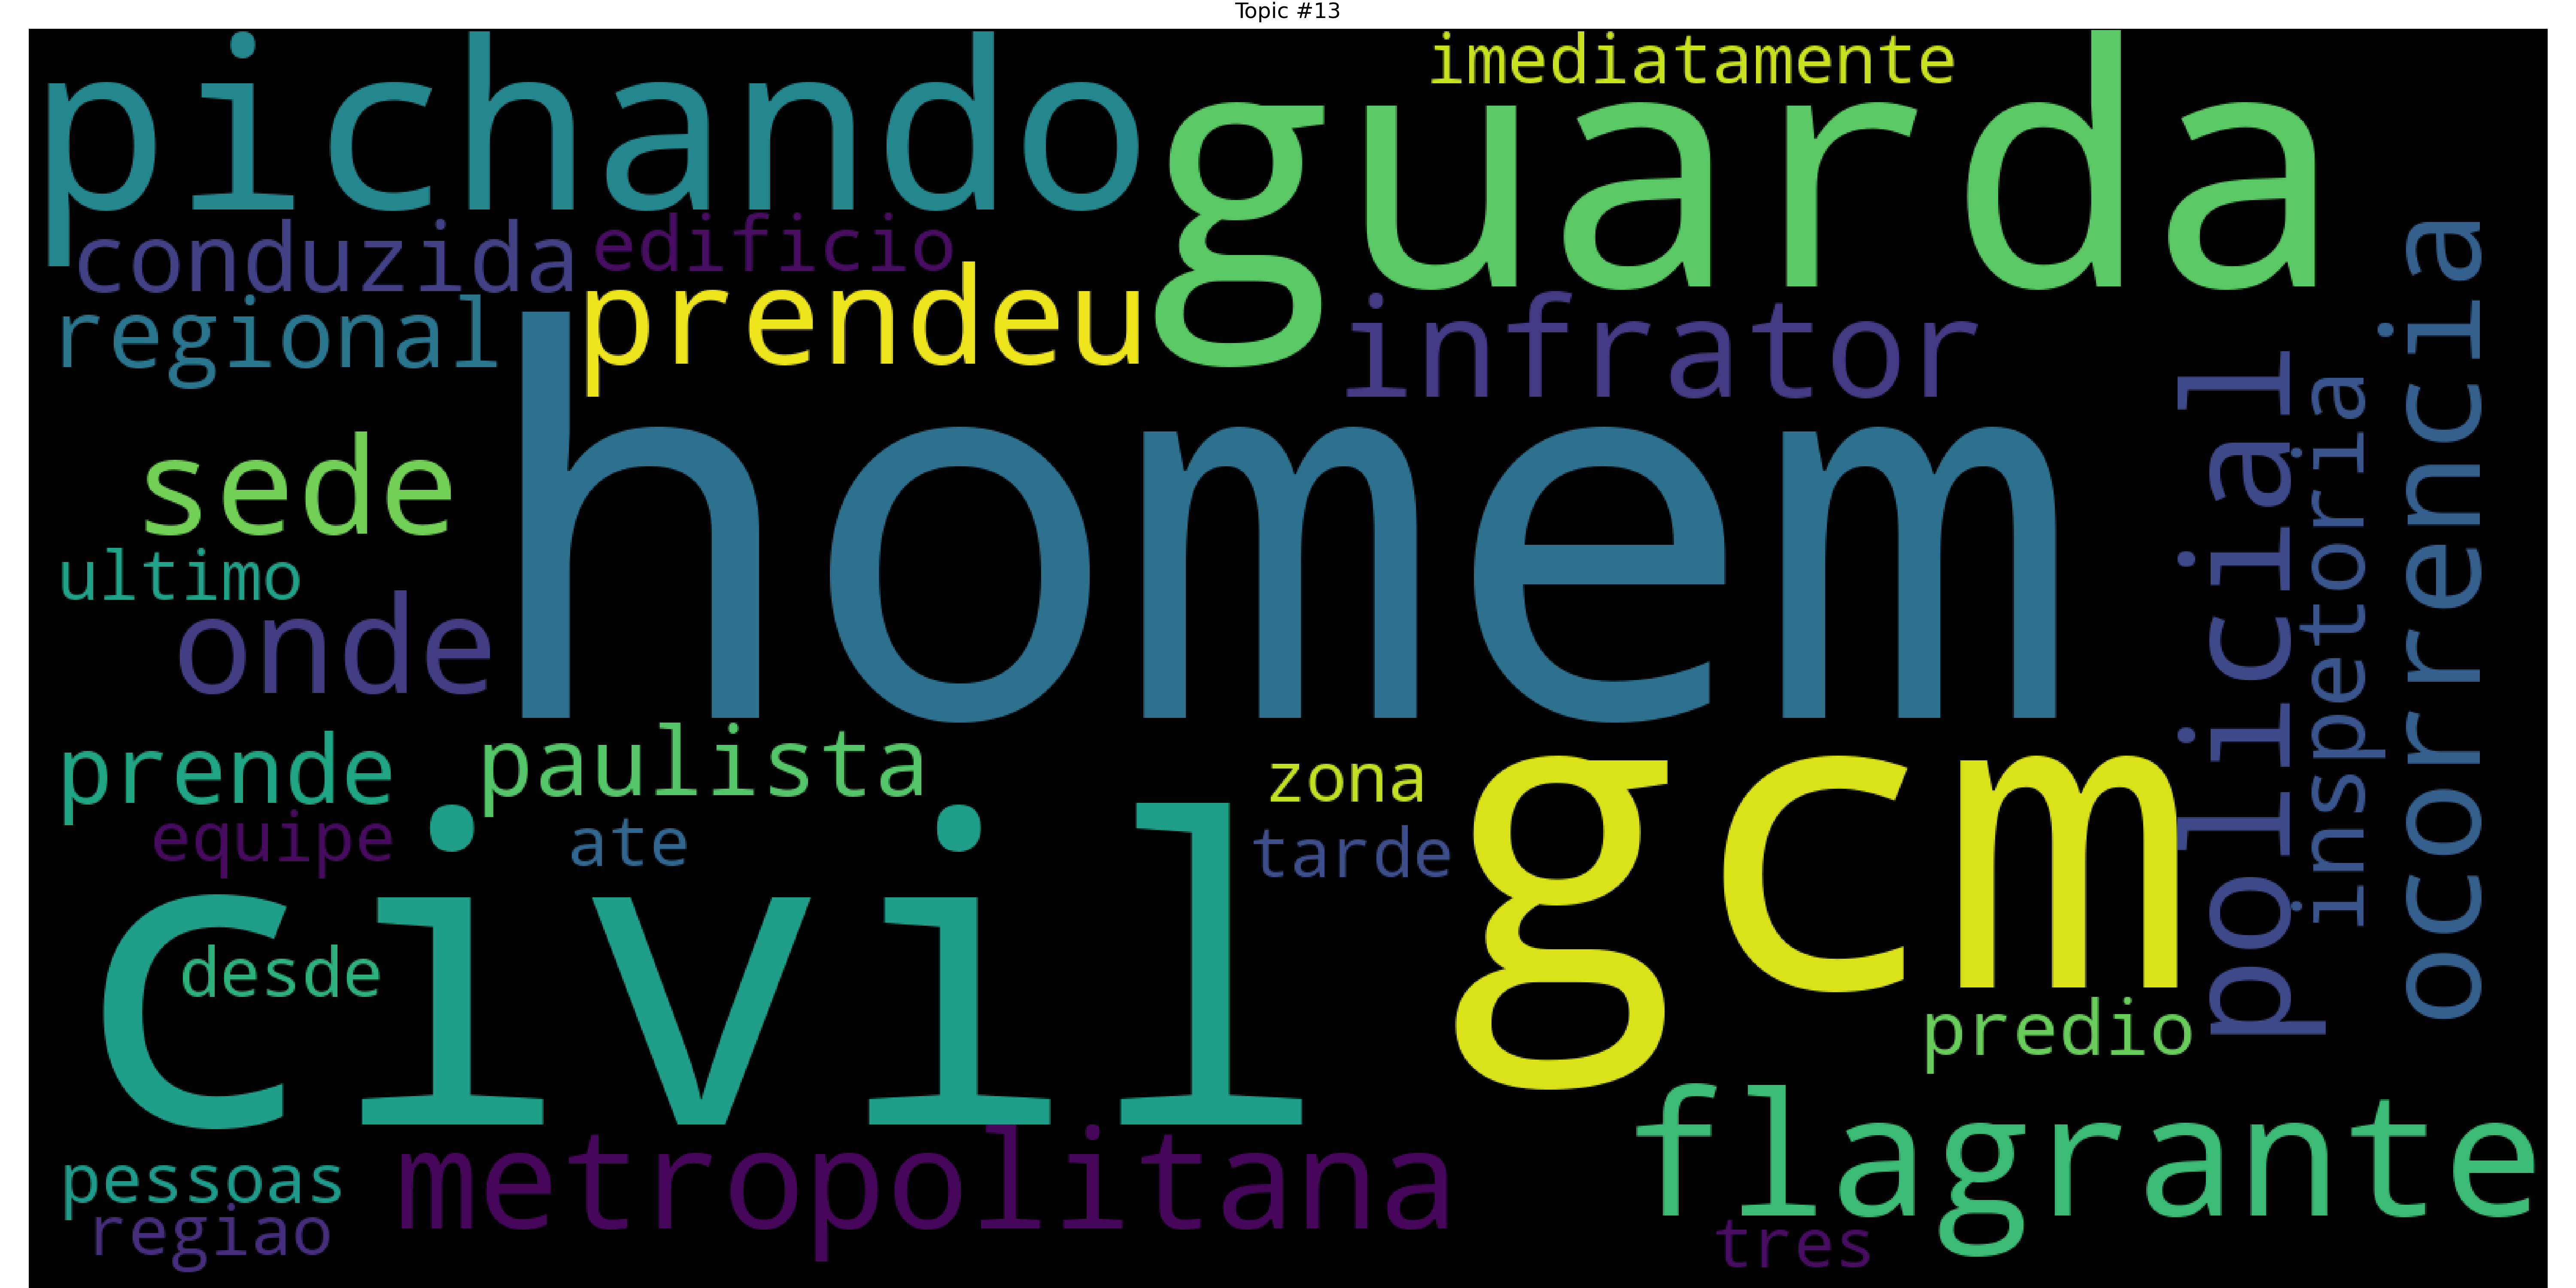 Topic #13
imediatamente
pichando
guarda
conduzida
edificio
prendeu
regional
infrator
sede
homem
ultimo
onde
policial
inspetoria
ocorrencia
prende
paulista
zona
gcm
equipe
ate
tarde
civil
desde
predio
flagrante
metropolitana
pessoas
regiao
tres